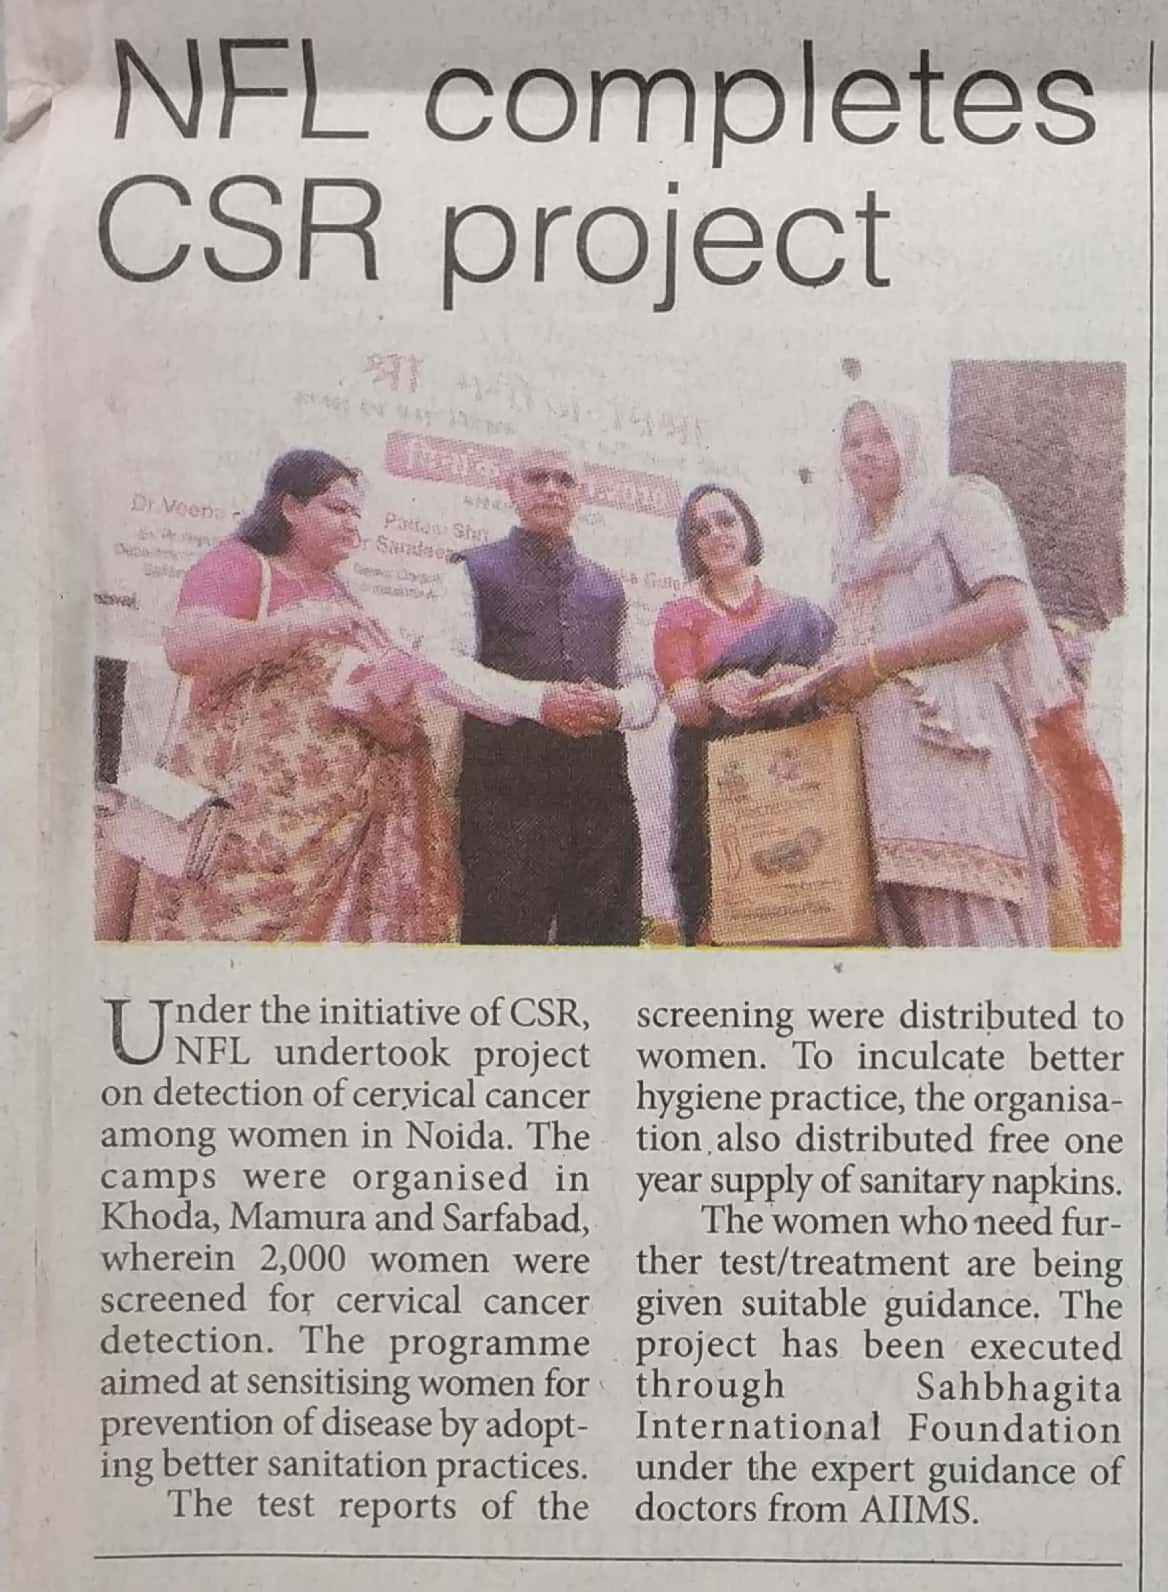 NFL completes
CSR project
Dr Veena
Dr Sandeep
Under the initiative of CSR,
NFL undertook project
on detection of cervical cancer
among women in Noida. The
camps were organised in
Khoda, Mamura and Sarfabad,
wherein 2,000 women were
screened for cervical cancer
detection. The programme
aimed at sensitising women for
prevention of disease by adopt-
ing better sanitation practices.
The test reports of the
screening were distributed to
women. To inculcate better
hygiene practice, the organisa-
tion also distributed free one
year supply of sanitary napkins.
The women who need fur-
ther test/treatment are being
given suitable guidance. The
project has been executed
through Sahbhagita
International Foundation
under the expert guidance of
doctors from AIIMS.